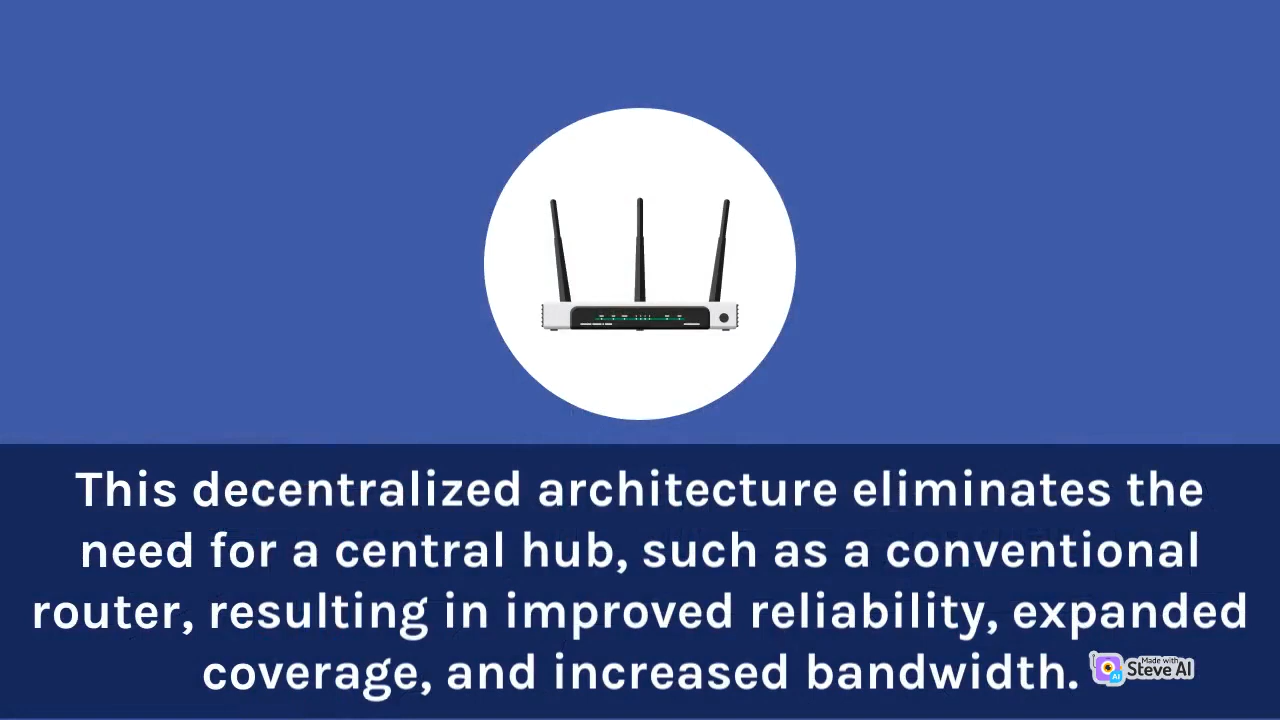 This decentralized architecture eliminates the
need for a central hub, such as a conventional
router, resulting in improved reliability, expanded
coverage, and increased bandwidth.
Made with
Steve AI
AI